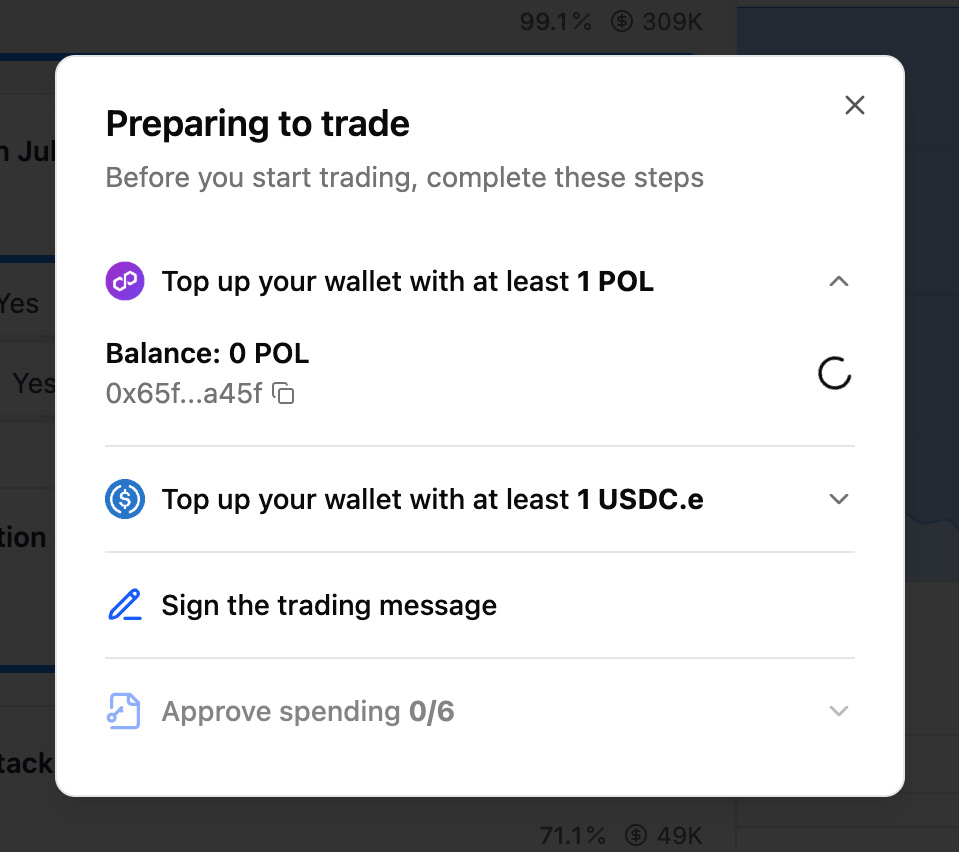 99.1% 309K
Preparing to trade
Before you start trading, complete these steps
n Jul
Top up your wallet with at least 1 POL
Yes
Balance: 0 POL
Yes
0x65f...a45f
Top up your wallet with at least 1 USDC.e
tion
Sign the trading message
Approve spending 0/6
tack
71.1% 49K